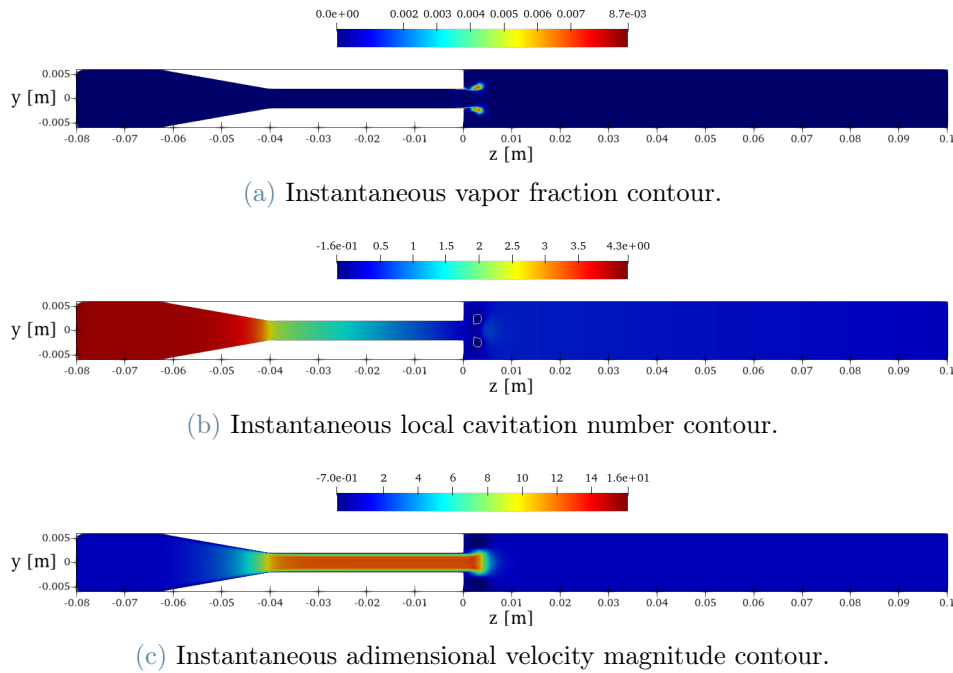 0.0e+00 0.002 0.003 0.004 0.005 0.006 0.007 8.7e-03
0.005
y [m] 0
-0.005
-0.08 -0.07 -0.06 -0.05 -0.04 -0.03 -0.02 -0.01 0 0.01 0.02 0.03 0.04 0.05 0.06 0.07 0.08 0.09 0.1
z [m]
(a) Instantaneous vapor fraction contour.
-1.6e-01 0.5 1 1.5 2 2.5 3 3.5 4.3e+00
0.005
y [m] 0
-0.005
-0.08 -0.07 -0.06 -0.05 -0.04 -0.03 -0.02 -0.01 0 0.01 0.02 0.03 0.04 0.05 0.06 0.07 0.08 0.09 0.1
z [m]
(b) Instantaneous local cavitation number contour.
-7.0e-01 2 4 6 8 10 12 14 1.6e+01
0.005
y [m] 0
-0.005
-0.08 -0.07 -0.06 -0.05 -0.04 -0.03 -0.02 -0.01 0 0.01 0.02 0.03 0.04 0.05 0.06 0.07 0.08 0.09 0.1
z [m]
(c) Instantaneous adimensional velocity magnitude contour.